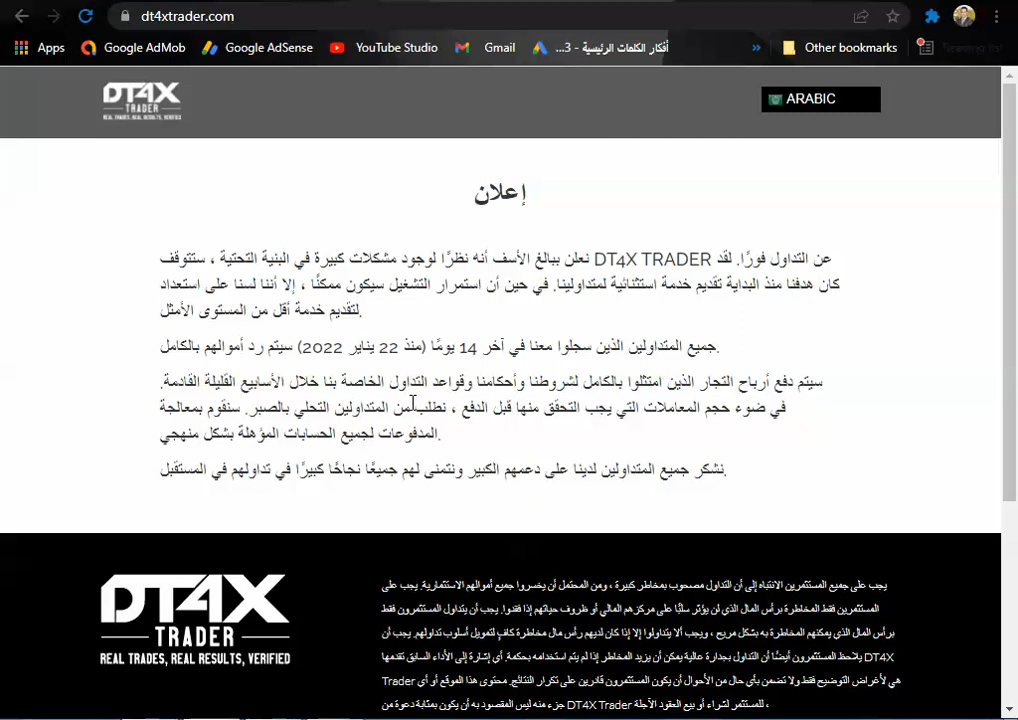 dt4xtrader.com
Apps Google AdMob Google AdSense YouTube Studio Gmail أفكار الكلمات الرئيسية - 3... » Other bookmarks
DT4X
TRADER
REAL TRADES, REAL RESULTS, VERIFIED
ARABIC
إعلان
نعلن ببالغ الأسف أنه نظرًا لوجود مشكلات كبيرة في البنية التحتية ، ستتوقف DT4X TRADER عن التداول فورًا. لقد
كان هدفنا منذ البداية تقديم خدمة استثنائية لمتداولينا. في حين أن استمرار التشغيل سيكون ممكنًا ، إلا أننا لسنا على استعداد
لتقديم خدمة أقل من المستوى الأمثل.
جميع المتداولين الذين سجلوا معنا في آخر 14 يومًا (منذ 22 يناير 2022) سيتم رد أموالهم بالكامل.
سيتم دفع أرباح التجار الذين امتثلوا بالكامل لشروطنا وأحكامنا وقواعد التداول الخاصة بنا خلال الأسابيع القليلة القادمة.
في ضوء حجم المعاملات التي يجب التحقق منها قبل الدفع ، نطلب من المتداولين التحلي بالصبر. سنقوم بمعالجة
المدفوعات لجميع الحسابات المؤهلة بشكل منهجي.
نشكر جميع المتداولين لدينا على دعمهم الكبير ونتمنى لهم جميعًا نجاحًا كبيرًا في تداولهم في المستقبل.
DT4X
TRADER
REAL TRADES, REAL RESULTS, VERIFIED
يجب على جميع المستثمرين الانتباه إلى أن التداول مصحوب بمخاطر كبيرة ، ومن المحتمل أن يخسروا جميع أموالهم الاستثمارية. يجب على
المستثمرين فقط المخاطرة برأس المال الذي لن يؤثر سلبًا على مركزهم المالي أو ظروف حياتهم إذا فقدوا. يجب أن يتداول المستثمرون فقط
برأس المال الذي يمكنهم المخاطرة به بشكل مريح ، ويجب ألا يتداولوا إلا إذا كان لديهم رأس مال مخاطرة كافٍ لتمويل أسلوب تداولهم. يجب أن
يلاحظ المستثمرون أيضًا أن التداول بجدارة عالية يمكن أن يزيد المخاطر إذا لم يتم استخدامه بحكمة. أي إشارة إلى الأداء السابق تقدمها DT4X
Trader هي لأغراض التوضيح فقط ولا تضمن بأي حال من الأحوال أن يكون المستثمرون قادرين على تكرار النتائج. محتوى هذا الموقع أو أي
جزء منه ليس المقصود به أن يكون بمثابة دعوة من DT4X Trader للمستثمر لشراء أو بيع العقود الآجلة ،